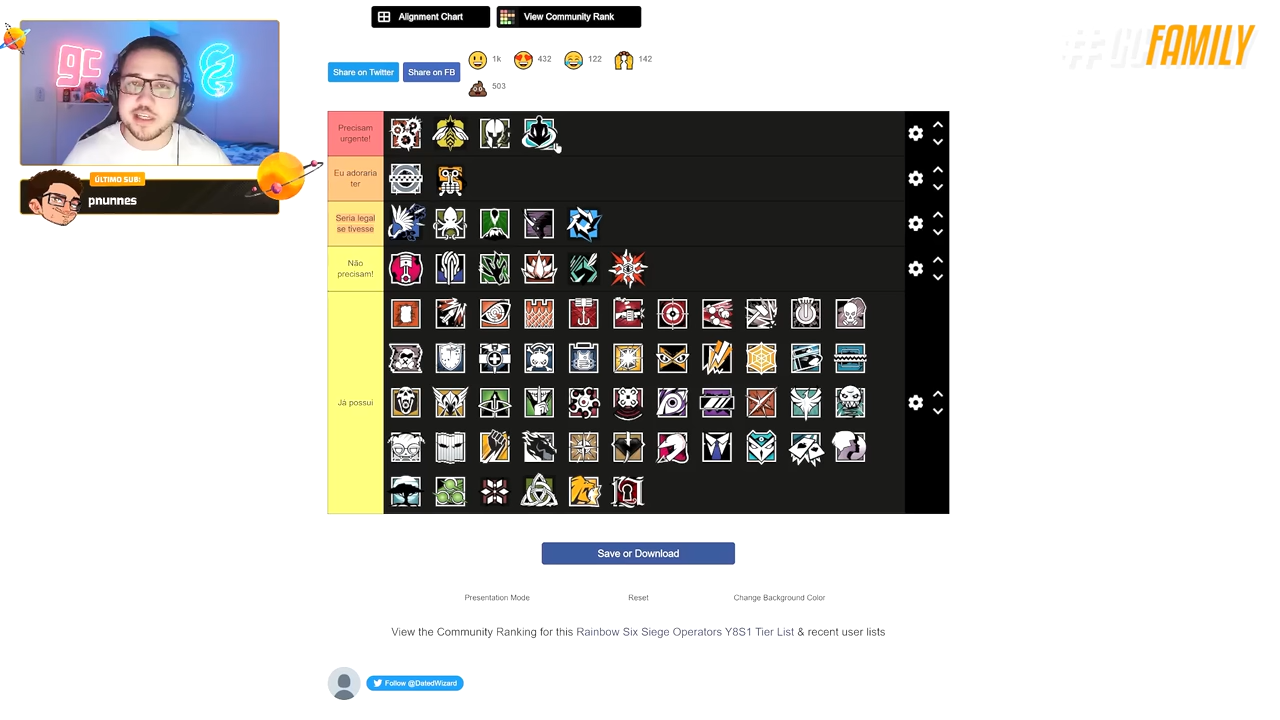 Alignment Chart
View Community Rank
#GCFAMILY
Share on Twitter
Share on FB
1k
432
122
142
503
gc
ÚLTIMO SUB!
pnunnes
Precisam
urgente!
Eu adoraria
ter
Seria legal
se tivesse
Não
precisam!
Já possui
Save or Download
Presentation Mode
Reset
Change Background Color
View the Community Ranking for this Rainbow Six Siege Operators Y8S1 Tier List & recent user lists
Follow @DatedWizard